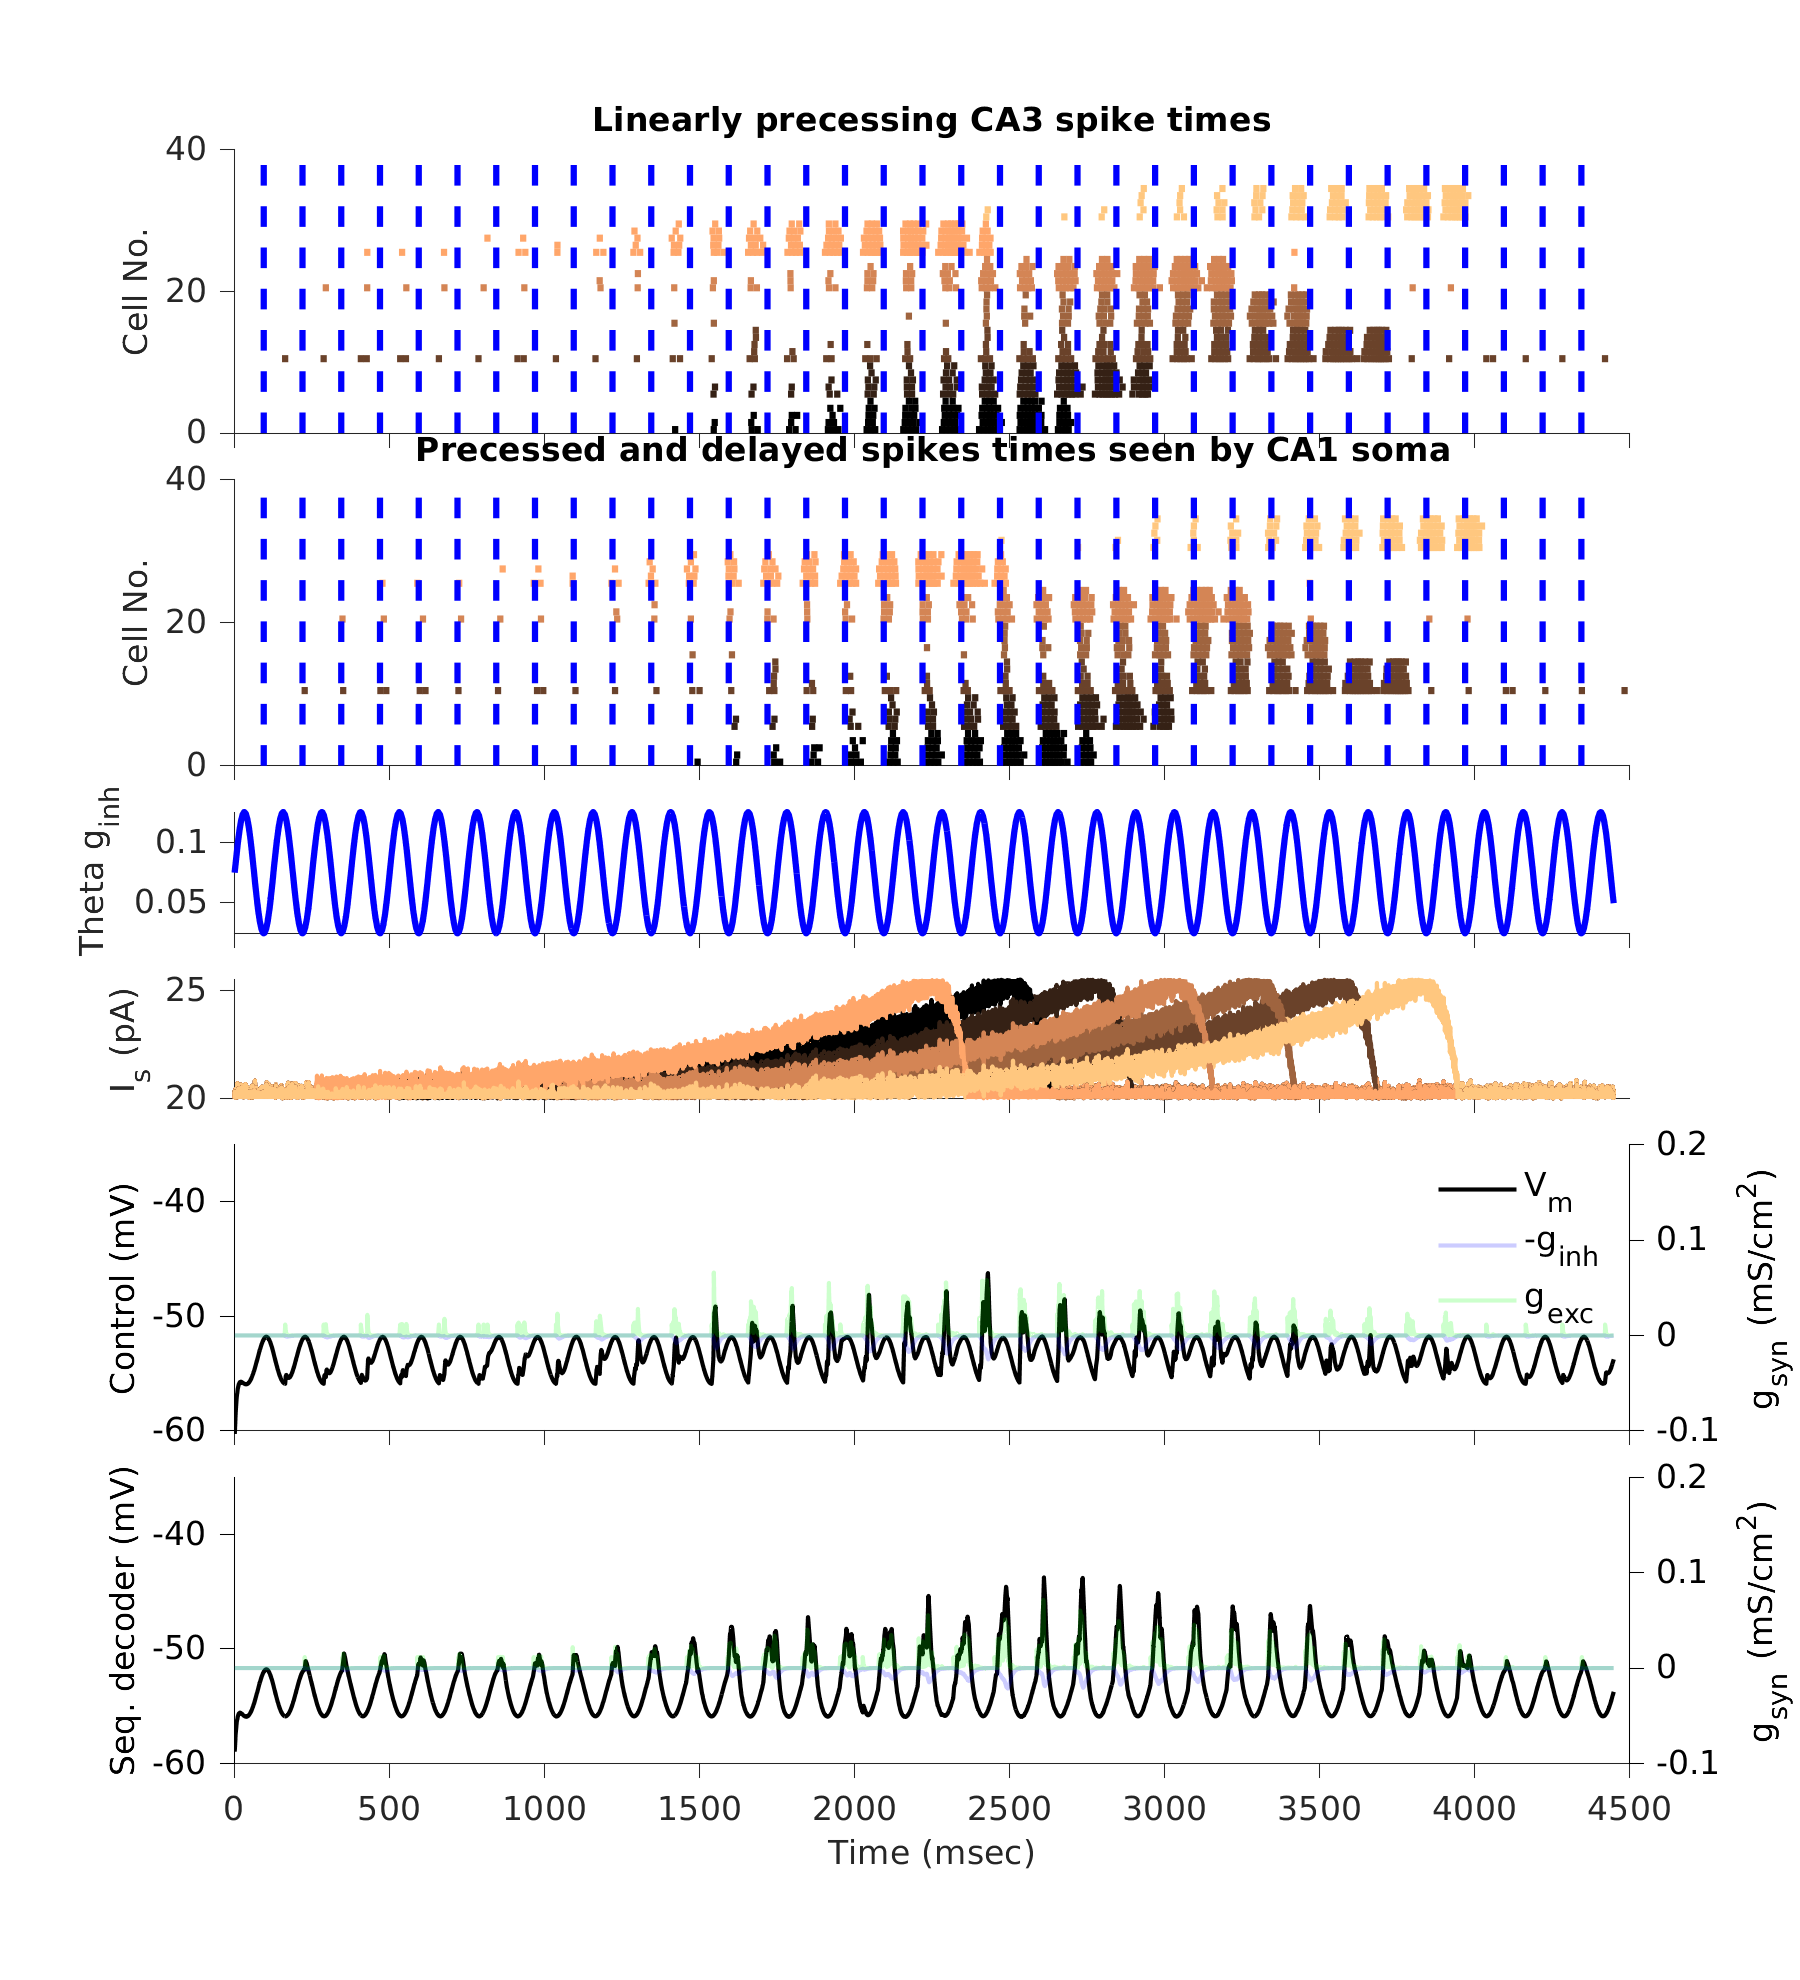 Linearly precessing CA3 spike times
40
20
0
Cell No.
Precessed and delayed spikes times seen by CA1 soma
40
20
0
Cell No.
0.1
0.05
Theta g_inh
25
20
I_s (pA)
-40
-50
-60
Control (mV)
V_m
-g_inh
g_exc
0.2
0.1
0
-0.1
g_syn (mS/cm^2)
-40
-50
-60
Seq. decoder (mV)
0.2
0.1
0
-0.1
g_syn (mS/cm^2)
0 500 1000 1500 2000 2500 3000 3500 4000 4500
Time (msec)